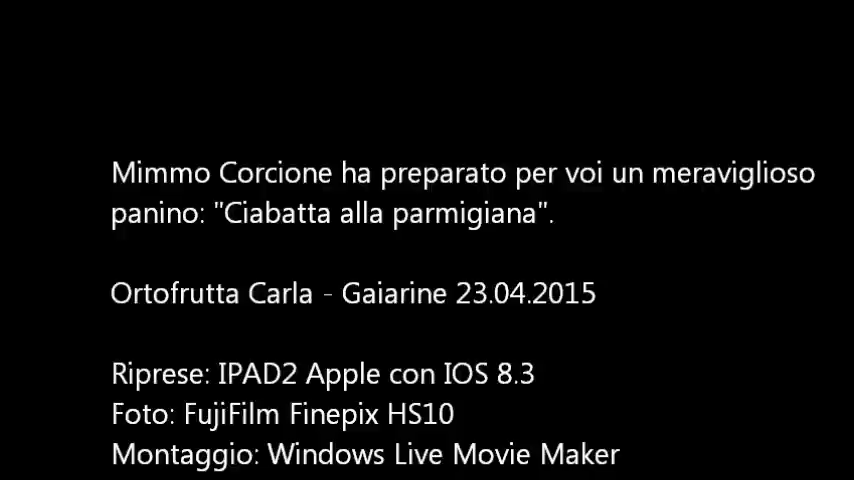 Mimmo Corcione ha preparato per voi un meraviglioso
panino: "Ciabatta alla parmigiana".
Ortofrutta Carla - Gaiarine 23.04.2015
Riprese: IPAD2 Apple con IOS 8.3
Foto: FujiFilm Finepix HS10
Montaggio: Windows Live Movie Maker